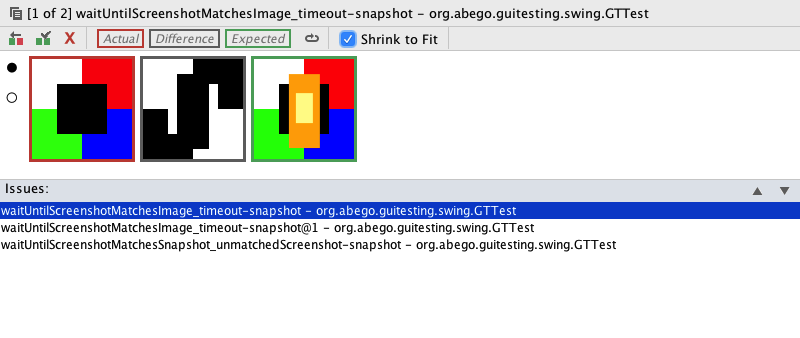 [1 of 2] waitUntilScreenshotMatchesImage_timeout-snapshot – org.abego.guitesting.swing.GTTest
X Actual Difference Expected Shrink to Fit
Issues:
waitUntilScreenshotMatchesImage_timeout-snapshot – org.abego.guitesting.swing.GTTest
waitUntilScreenshotMatchesImage_timeout-snapshot@1 – org.abego.guitesting.swing.GTTest
waitUntilScreenshotMatchesSnapshot_unmatchedScreenshot-snapshot – org.abego.guitesting.swing.GTTest